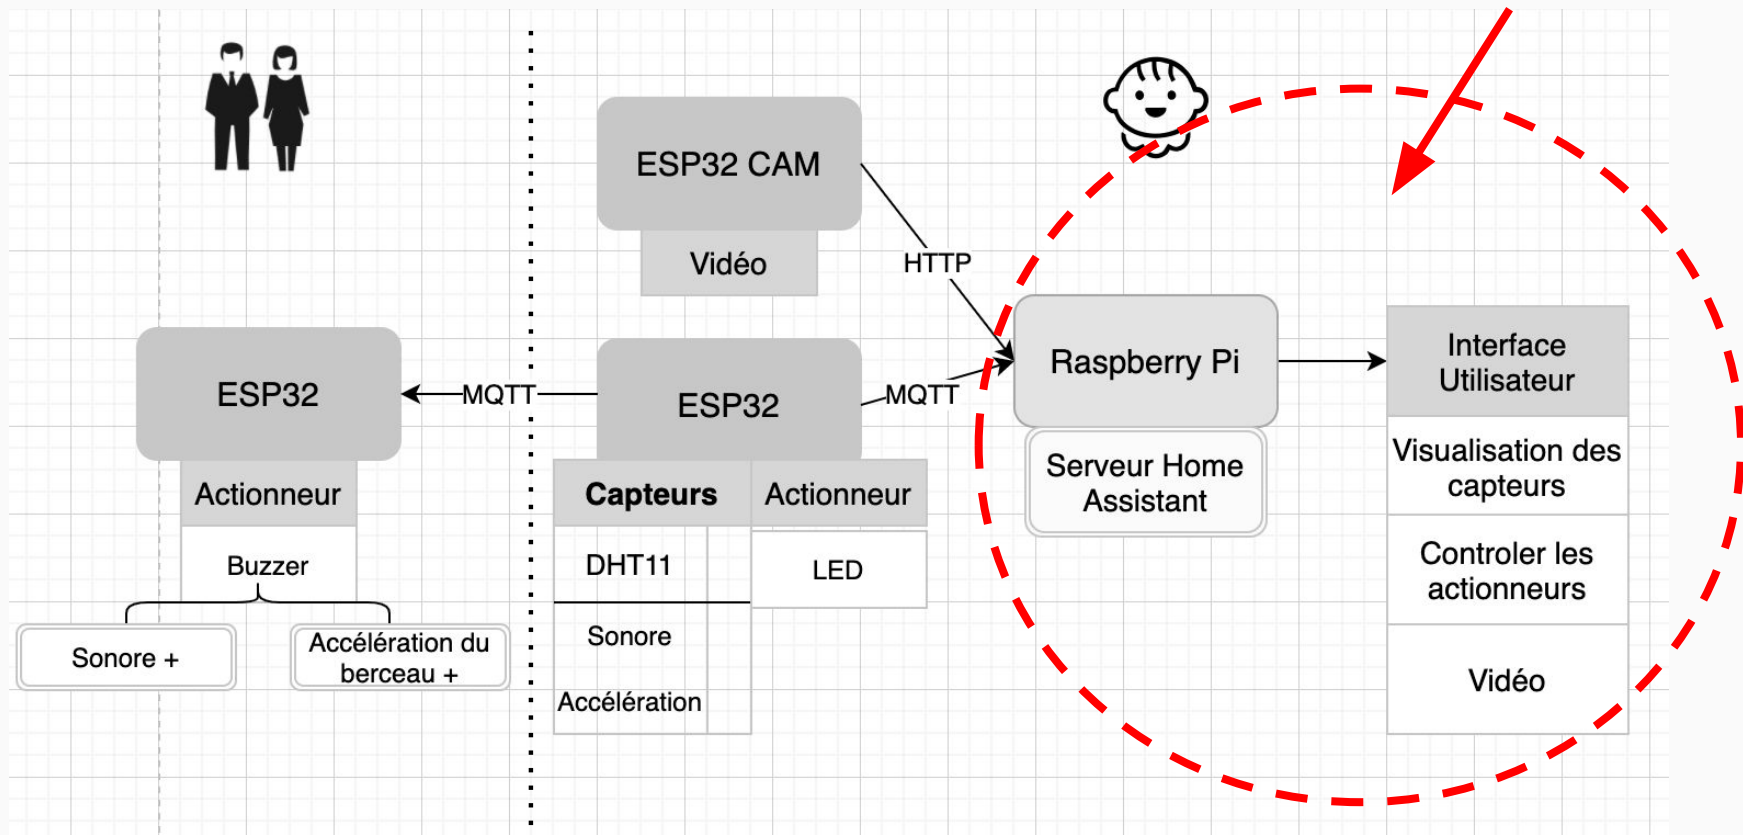 ESP32 CAM
Vidéo
HTTP
ESP32
Actionneur
Buzzer
Sonore +
Accélération du
berceau +
MQTT
ESP32
Capteurs
Actionneur
DHT11
LED
Sonore
Accélération
MQTT
Raspberry Pi
Serveur Home
Assistant
Interface
Utilisateur
Visualisation des
capteurs
Controler les
actionneurs
Vidéo